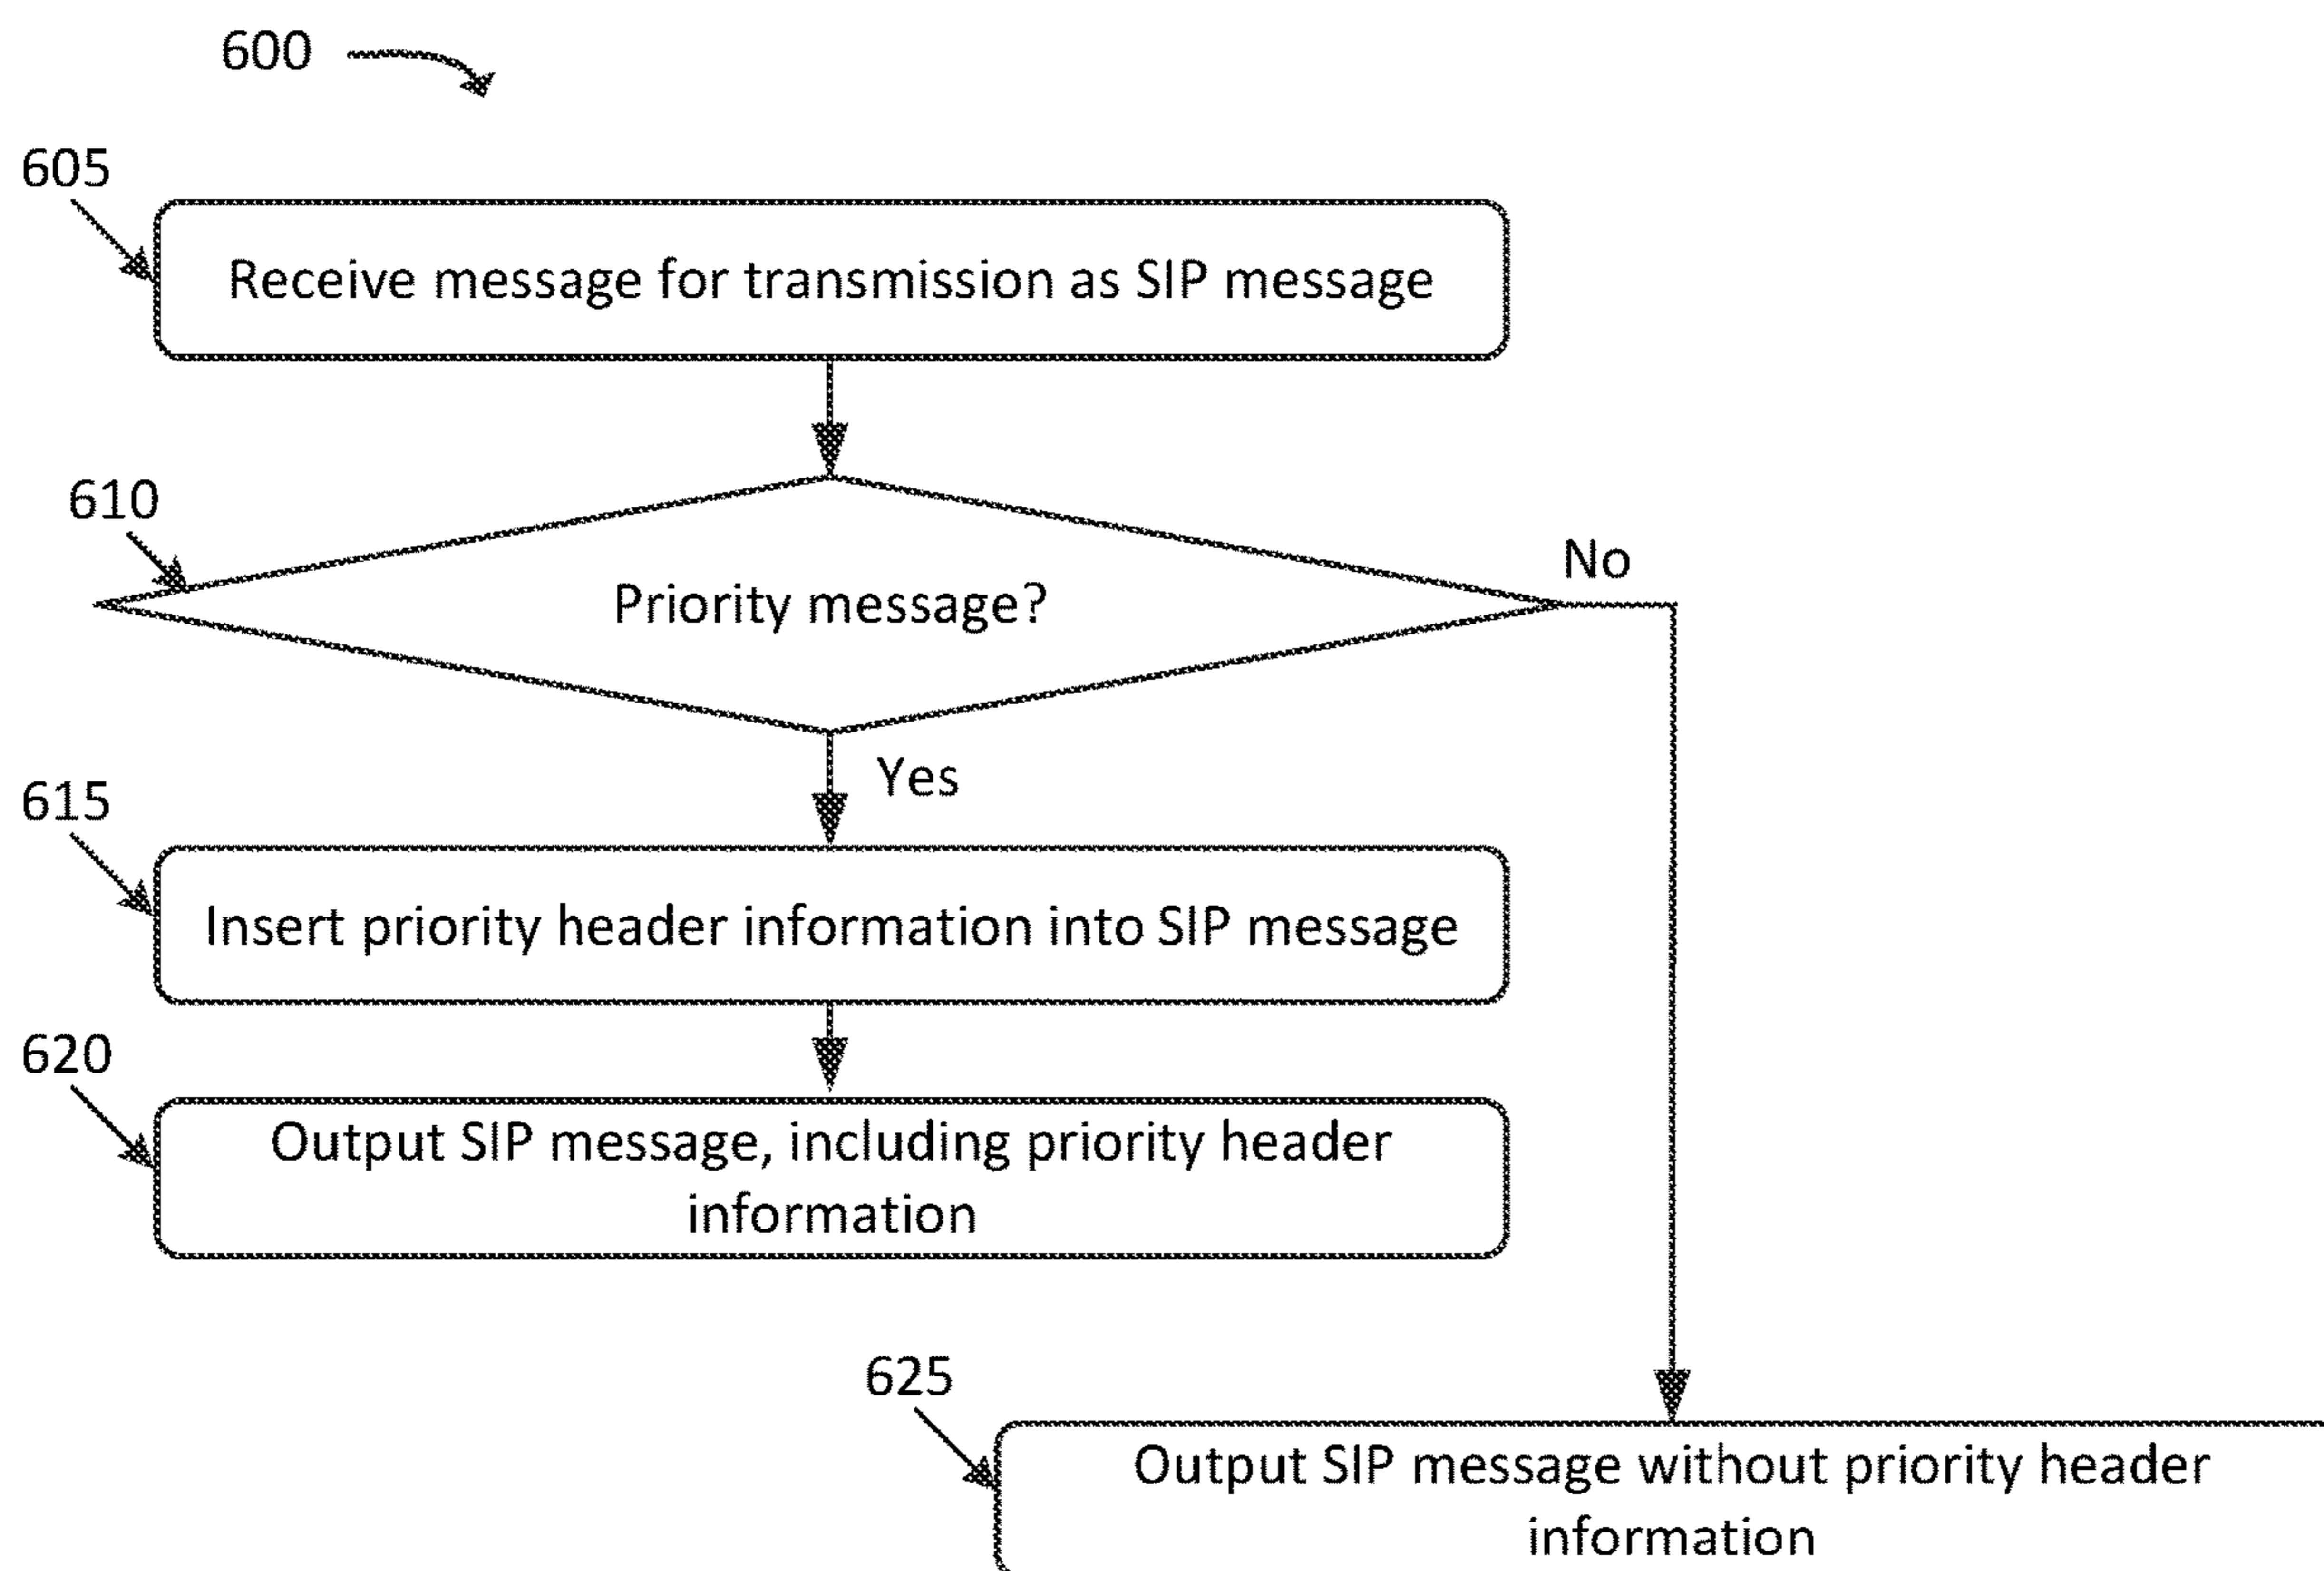 600
605
Receive message for transmission as SIP message
610
Priority message?
No
Yes
615
Insert priority header information into SIP message
620
Output SIP message, including priority header
information
625
Output SIP message without priority header
information